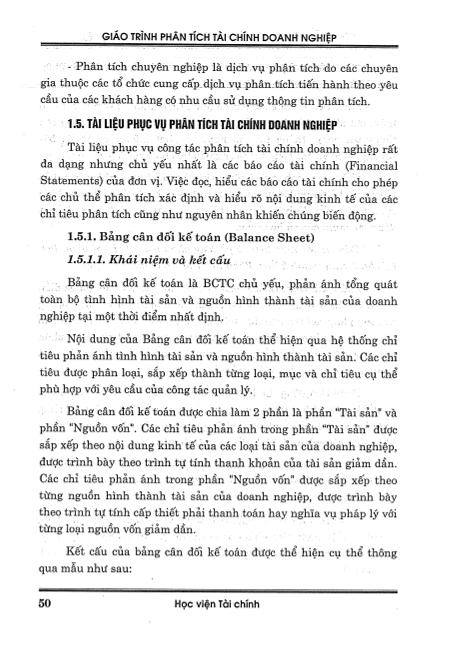 GIÁO TRÌNH PHÂN TÍCH TÀI CHÍNH DOANH NGHIỆP
- Phân tích chuyên nghiệp là dịch vụ phân tích do các chuyên
gia thuộc các tổ chức cung cấp dịch vụ phân tích tiến hành theo yêu
cầu của các khách hàng có nhu cầu sử dụng thông tin phân tích.
1.5. TÀI LIỆU PHỤC VỤ PHÂN TÍCH TÀI CHÍNH DOANH NGHIỆP
Tài liệu phục vụ công tác phân tích tài chính doanh nghiệp rất
đa dạng nhưng chủ yếu nhất là các báo cáo tài chính (Financial
Statements) của đơn vị. Việc đọc, hiểu các báo cáo tài chính cho phép
các chủ thể phân tích xác định và hiểu rõ nội dung kinh tế của các
chỉ tiêu phân tích cũng như nguyên nhân khiến chúng biến động.
1.5.1. Bảng cân đối kế toán (Balance Sheet)
1.5.1.1. Khái niệm và kết cấu
Bảng cân đối kế toán là BCTC chủ yếu, phản ánh tổng quát
toàn bộ tình hình tài sản và nguồn hình thành tài sản của doanh
nghiệp tại một thời điểm nhất định.
Nội dung của Bảng cân đối kế toán thể hiện qua hệ thống chỉ
tiêu phản ánh tình hình tài sản và nguồn hình thành tài sản. Các chỉ
tiêu được phân loại, sắp xếp thành từng loại, mục và chỉ tiêu cụ thể
phù hợp với yêu cầu của công tác quản lý.
Bảng cân đối kế toán được chia làm 2 phần là phần "Tài sản" và
phần "Nguồn vốn". Các chỉ tiêu phản ánh trong phần "Tài sản" được
sắp xếp theo nội dung kinh tế của các loại tài sản của doanh nghiệp,
được trình bày theo trình tự tính thanh khoản của tài sản giảm dần.
Các chỉ tiêu phản ánh trong phần "Nguồn vốn" được sắp xếp theo
từng nguồn hình thành tài sản của doanh nghiệp, được trình bày
theo trình tự tính cấp thiết phải thanh toán hay nghĩa vụ pháp lý với
từng loại nguồn vốn giảm dần.
Kết cấu của bảng cân đối kế toán được thể hiện cụ thể thông
qua mẫu như sau:
50 Học viện Tài chính